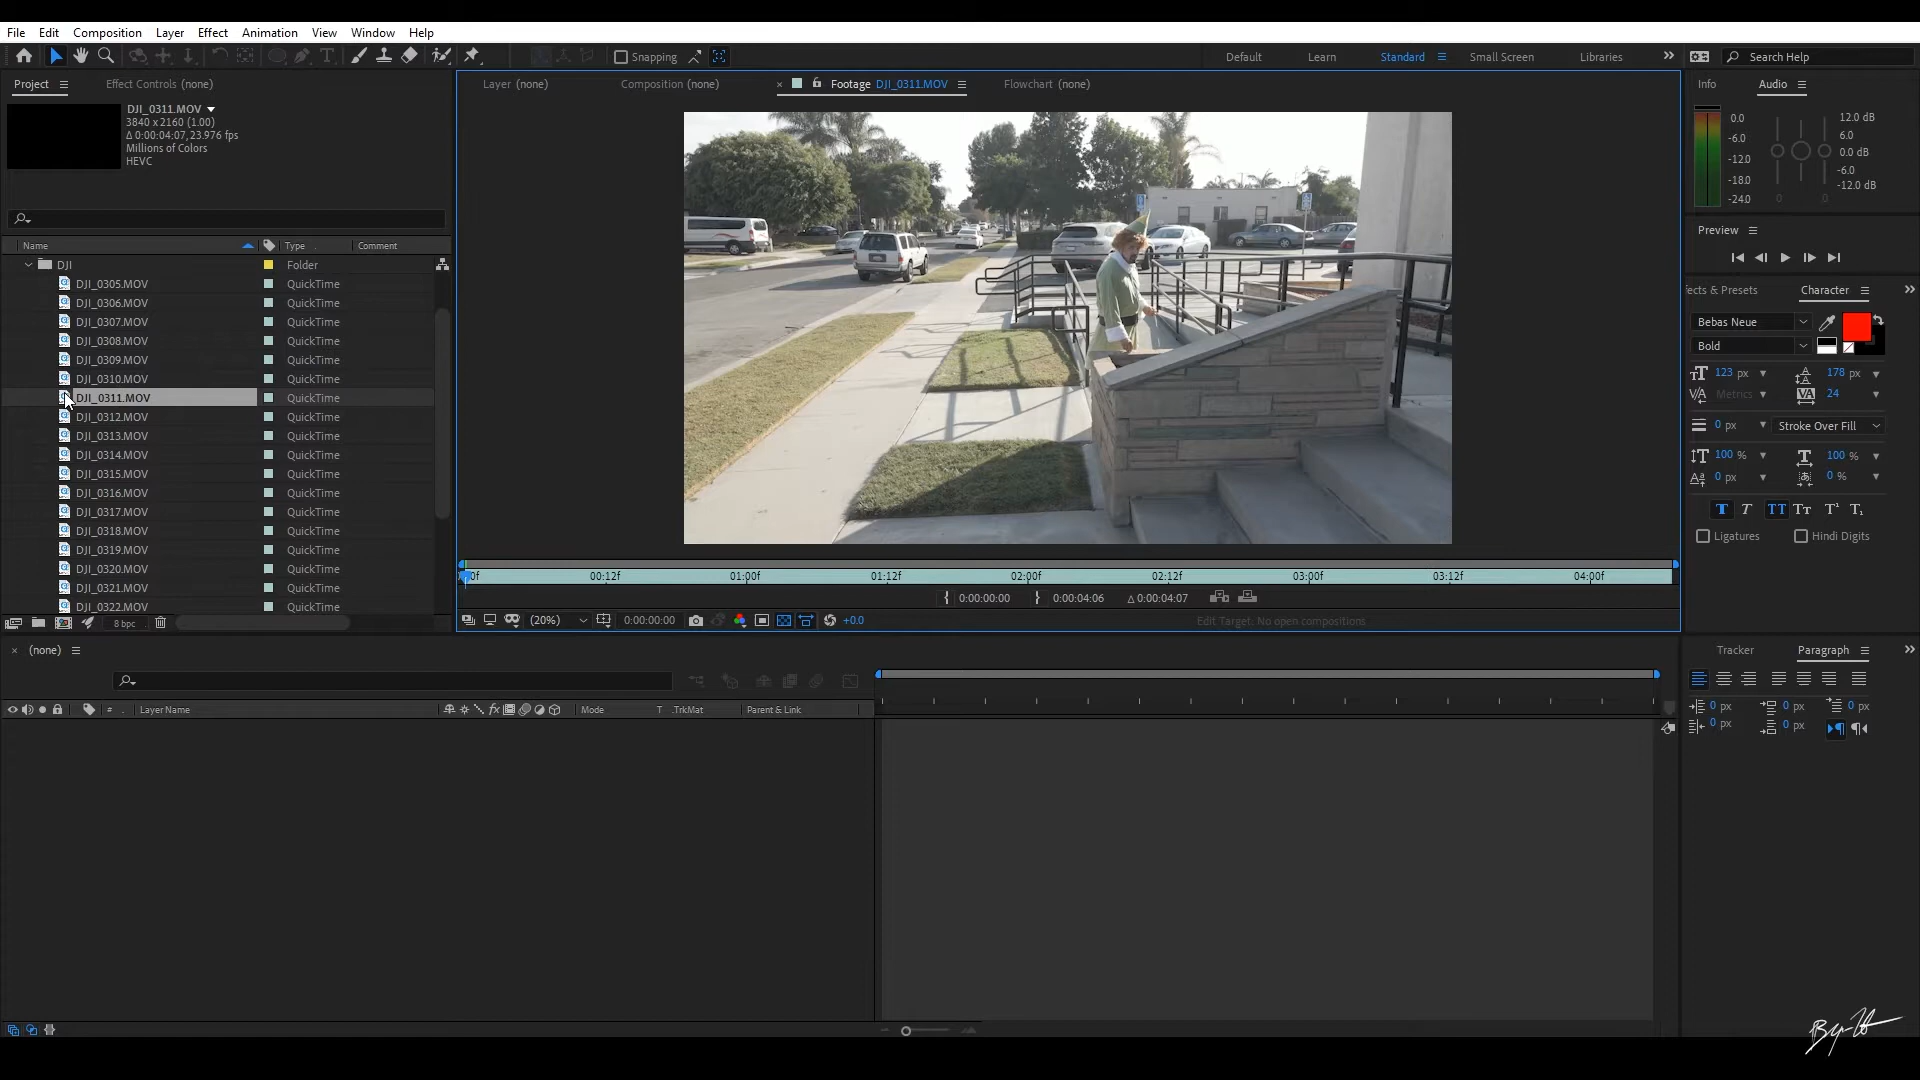 File Edit Composition Layer Effect Animation View Window Help
Snapping Default Learn Standard Small Screen Libraries Search Help
Project Effect Controls (none)
DJI_0311.MOV
3840 x 2160 (1.00)
Δ 0:00:04:07, 23.976 fps
Millions of Colors
HEVC
Name Type Comment
DJI Folder
DJI_0305.MOV QuickTime
DJI_0306.MOV QuickTime
DJI_0307.MOV QuickTime
DJI_0308.MOV QuickTime
DJI_0309.MOV QuickTime
DJI_0310.MOV QuickTime
DJI_0311.MOV QuickTime
DJI_0312.MOV QuickTime
DJI_0313.MOV QuickTime
DJI_0314.MOV QuickTime
DJI_0315.MOV QuickTime
DJI_0316.MOV QuickTime
DJI_0317.MOV QuickTime
DJI_0318.MOV QuickTime
DJI_0319.MOV QuickTime
DJI_0320.MOV QuickTime
DJI_0321.MOV QuickTime
DJI_0322.MOV QuickTime
8 bpc
Layer (none) Composition (none) Footage DJI_0311.MOV Flowchart (none)
00:12f 01:00f 01:12f 02:00f 02:12f 03:00f 03:12f 04:00f
0:00:00:00 0:00:04:06 Δ 0:00:04:07
(20%) 0:00:00:00 +0.0 Edit Target: No open compositions
Info Audio
0.0 12.0 dB
-6.0 6.0
-12.0 0.0 dB
-18.0 -6.0
-24.0 -12.0 dB
0 0
Preview
fects & Presets Character
Bebas Neue
Bold
123 px 178 px
Metrics 24
0 px Stroke Over Fill
100 % 100 %
0 px 0 %
Ligatures Hindi Digits
(none)
# Layer Name Mode T .TrkMat Parent & Link
Tracker Paragraph
0 px 0 px 0 px
0 px 0 px